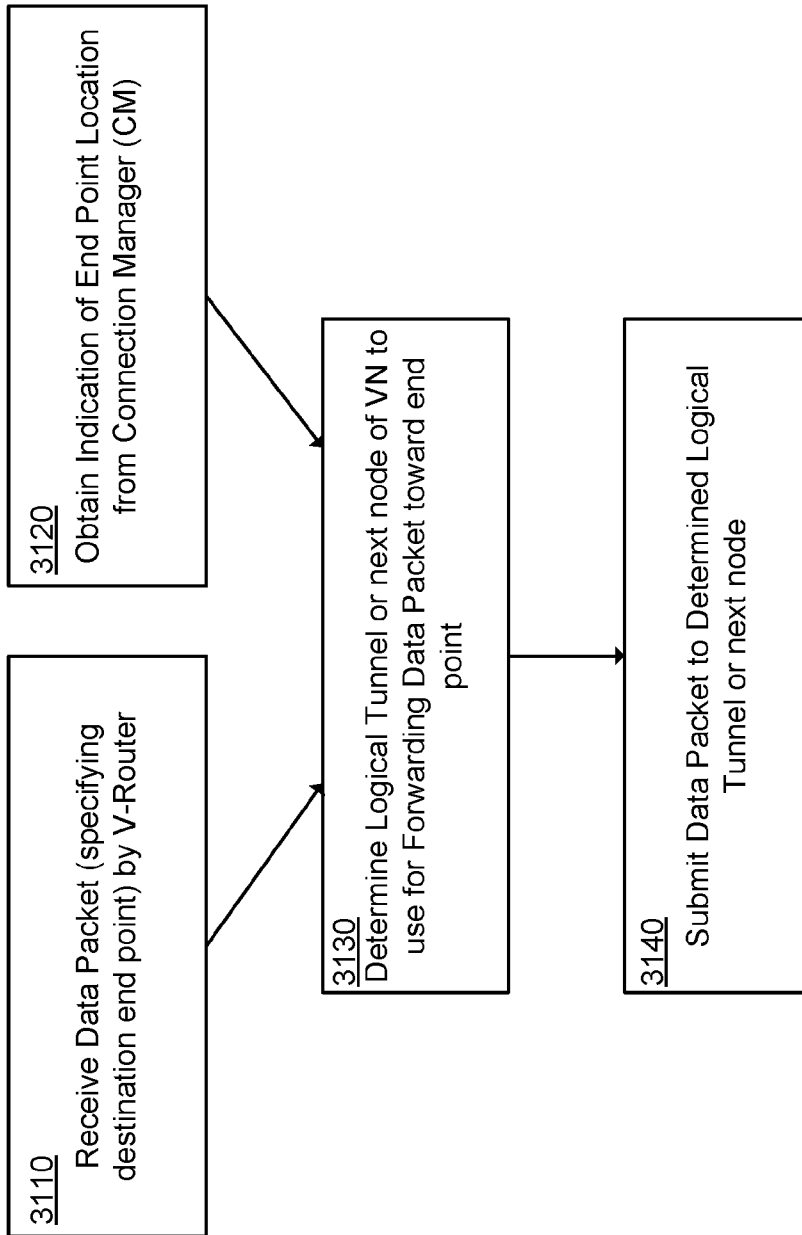 3110
Receive Data Packet (specifying
destination end point) by V-Router
3120
Obtain Indication of End Point Location
from Connection Manager (CM)
3130
Determine Logical Tunnel or next node of VN to
use for Forwarding Data Packet toward end
point
3140
Submit Data Packet to Determined Logical
Tunnel or next node